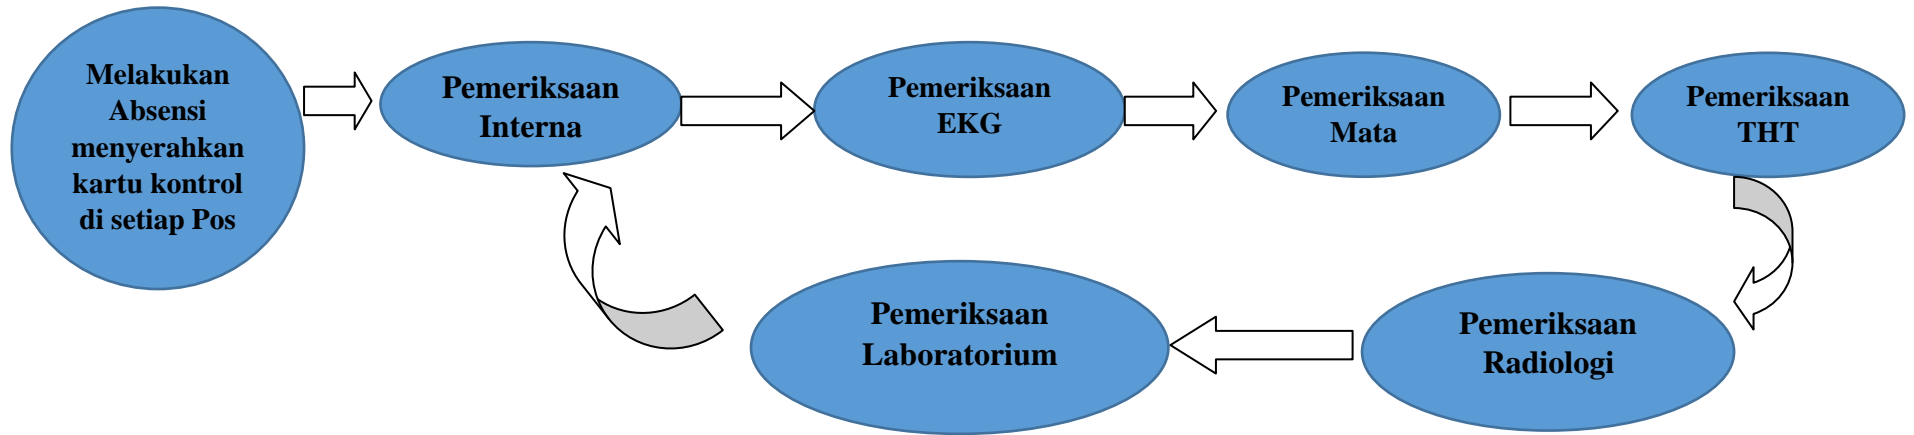 Melakukan
Absensi
menyerahkan
kartu kontrol
di setiap Pos
Pemeriksaan
Interna
Pemeriksaan
EKG
Pemeriksaan
Mata
Pemeriksaan
THT
Pemeriksaan
Radiologi
Pemeriksaan
Laboratorium